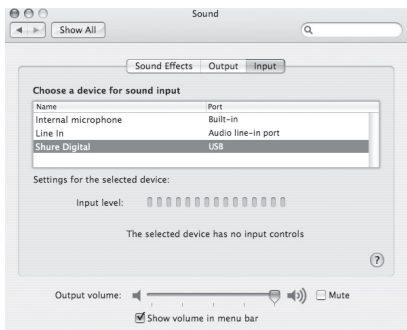 Sound
Show All
Sound Effects Output Input
Choose a device for sound input
Name Port
Internal microphone Built-in
Line In Audio line-in port
Shure Digital USB
Settings for the selected device:
Input level:
The selected device has no input controls
?
Output volume: Mute
Show volume in menu bar